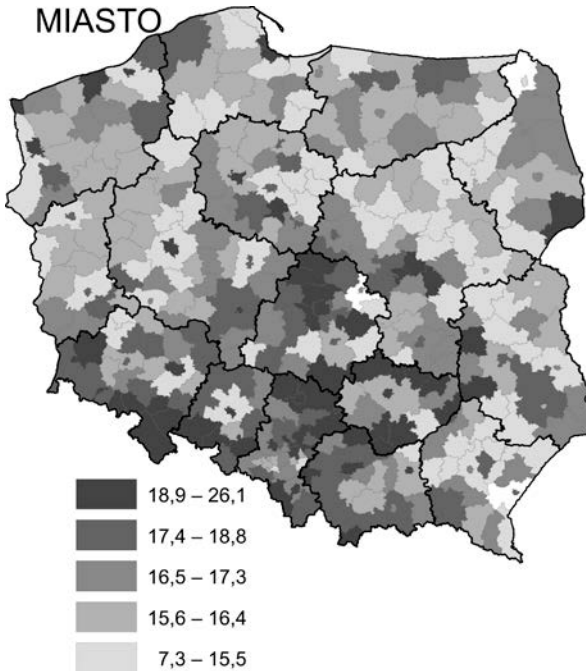 MIASTO
18,9 – 26,1
17,4 – 18,8
16,5 – 17,3
15,6 – 16,4
7,3 – 15,5